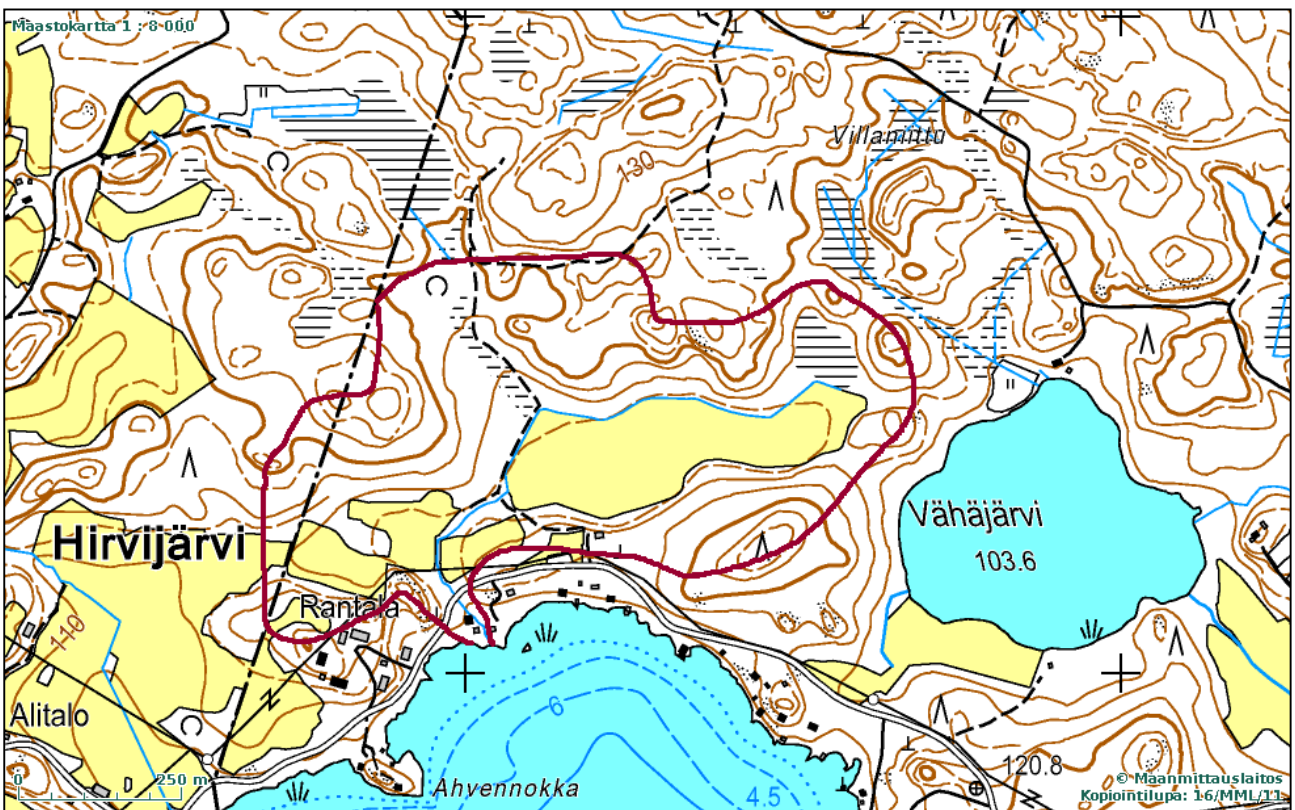 Maastokartta 1 : 8 000
Villamittu
130
Vähäjärvi
103.6
Hirvijärvi
Rantala
110
Alitalo
6
0 250 m
Ahvennokka
4.5
120.8
© Maanmittauslaitos
Kopiointilupa: 16/MML/11